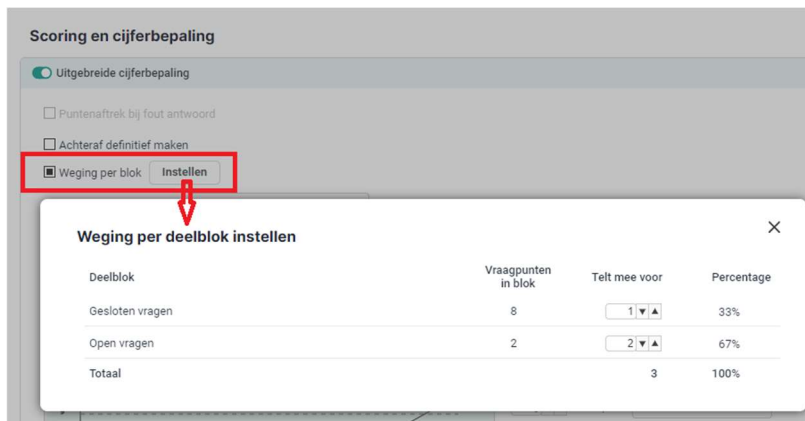 Scoring en cijferbepaling
Uitgebreide cijferbepaling
Puntenaftrek bij fout antwoord
Achteraf definitief maken
Weging per blok Instellen
Weging per deelblok instellen
Deelblok Vraagpunten in blok Telt mee voor Percentage
Gesloten vragen 8 1 33%
Open vragen 2 2 67%
Totaal 3 100%